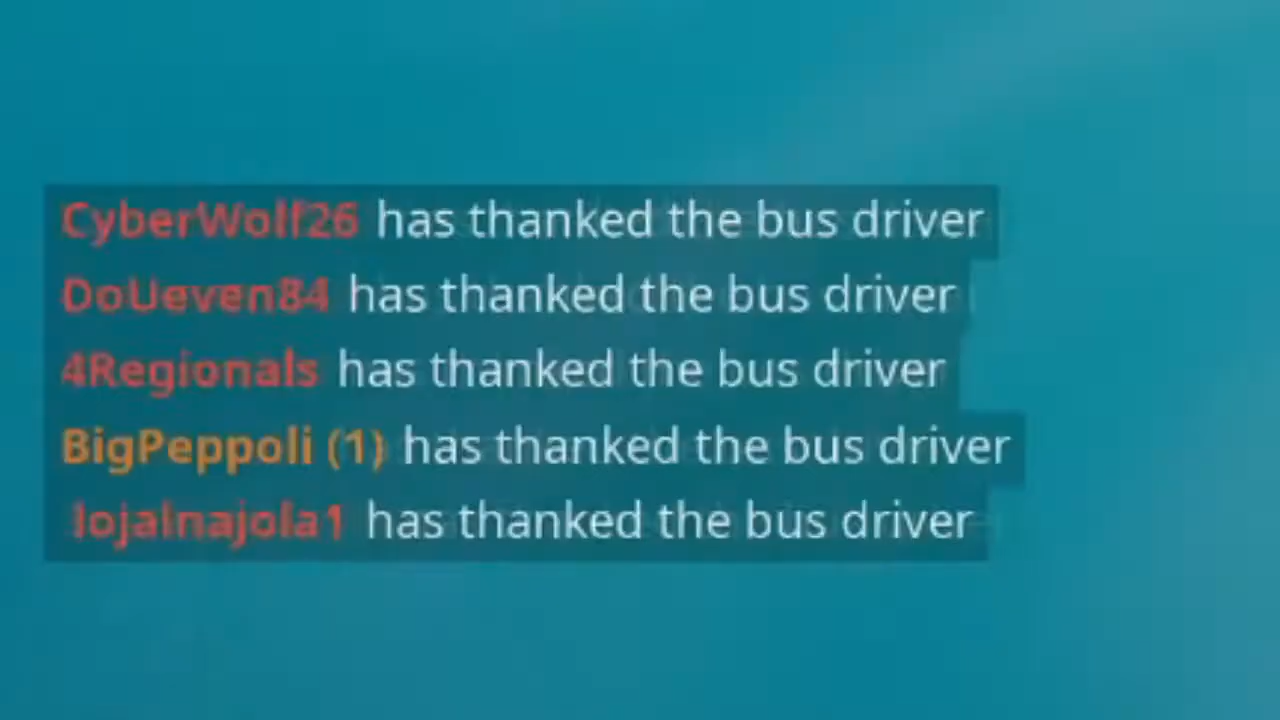 CyberWolf26 has thanked the bus driver
DoUeven84 has thanked the bus driver
4Regionals has thanked the bus driver
BigPeppoli (1) has thanked the bus driver
lojalnajola1 has thanked the bus driver